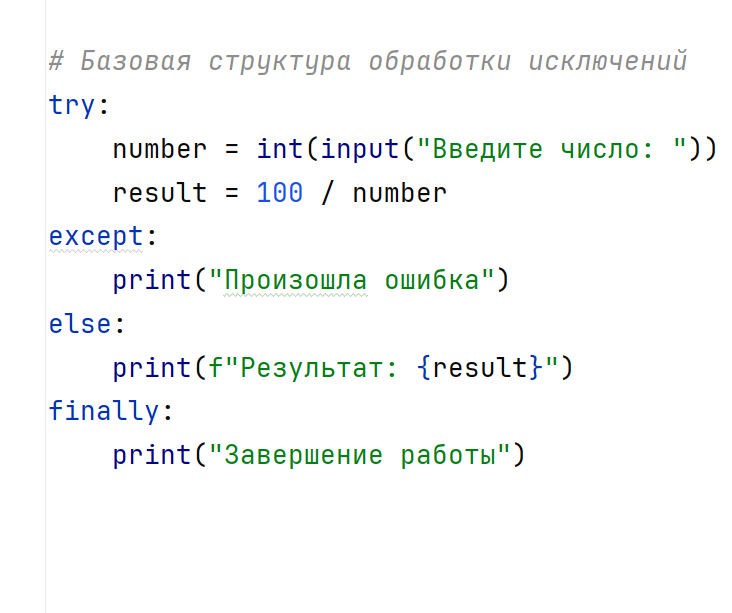 # Базовая структура обработки исключений
try:
    number = int(input("Введите число: "))
    result = 100 / number
except:
    print("Произошла ошибка")
else:
    print(f"Результат: {result}")
finally:
    print("Завершение работы")